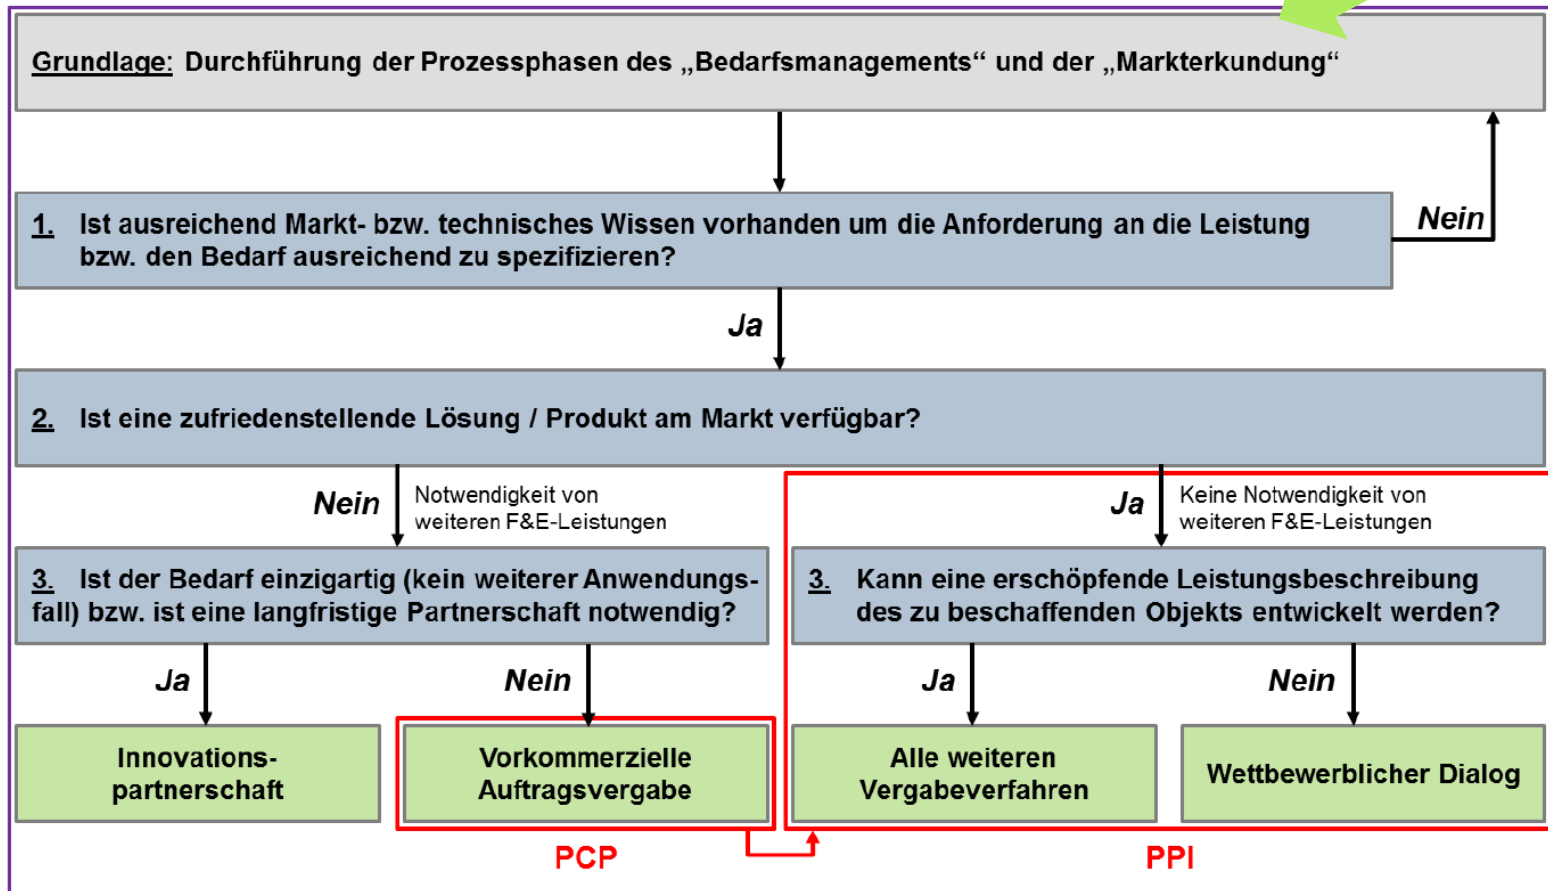 Grundlage: Durchführung der Prozessphasen des „Bedarfsmanagements“ und der „Markterkundung“
1. Ist ausreichend Markt- bzw. technisches Wissen vorhanden um die Anforderung an die Leistung
bzw. den Bedarf ausreichend zu spezifizieren?
Nein
Ja
2. Ist eine zufriedenstellende Lösung / Produkt am Markt verfügbar?
Nein
Notwendigkeit von
weiteren F&E-Leistungen
Ja
Keine Notwendigkeit von
weiteren F&E-Leistungen
3. Ist der Bedarf einzigartig (kein weiterer Anwendungs-
fall) bzw. ist eine langfristige Partnerschaft notwendig?
3. Kann eine erschöpfende Leistungsbeschreibung
des zu beschaffenden Objekts entwickelt werden?
Ja
Nein
Ja
Nein
Innovations-
partnerschaft
Vorkommerzielle
Auftragsvergabe
Alle weiteren
Vergabeverfahren
Wettbewerblicher Dialog
PCP
PPI